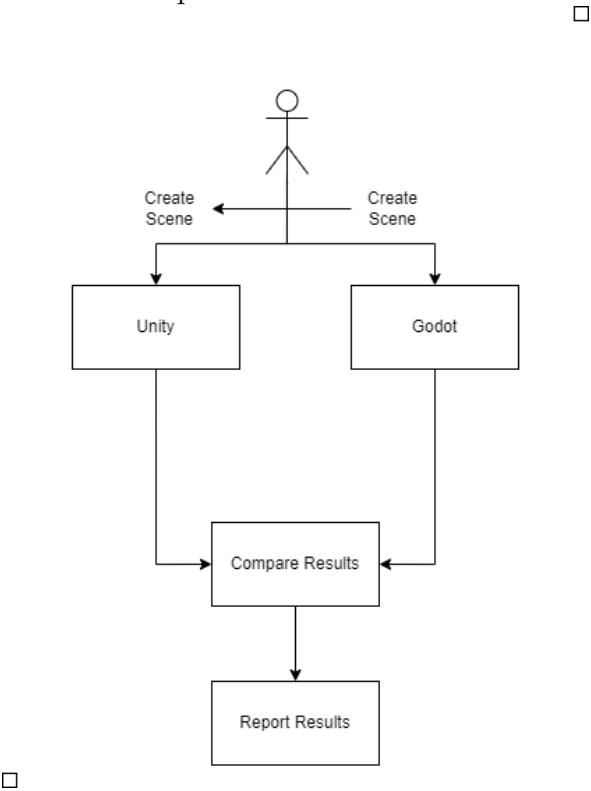 Create
Scene
Create
Scene
Unity
Godot
Compare Results
Report Results